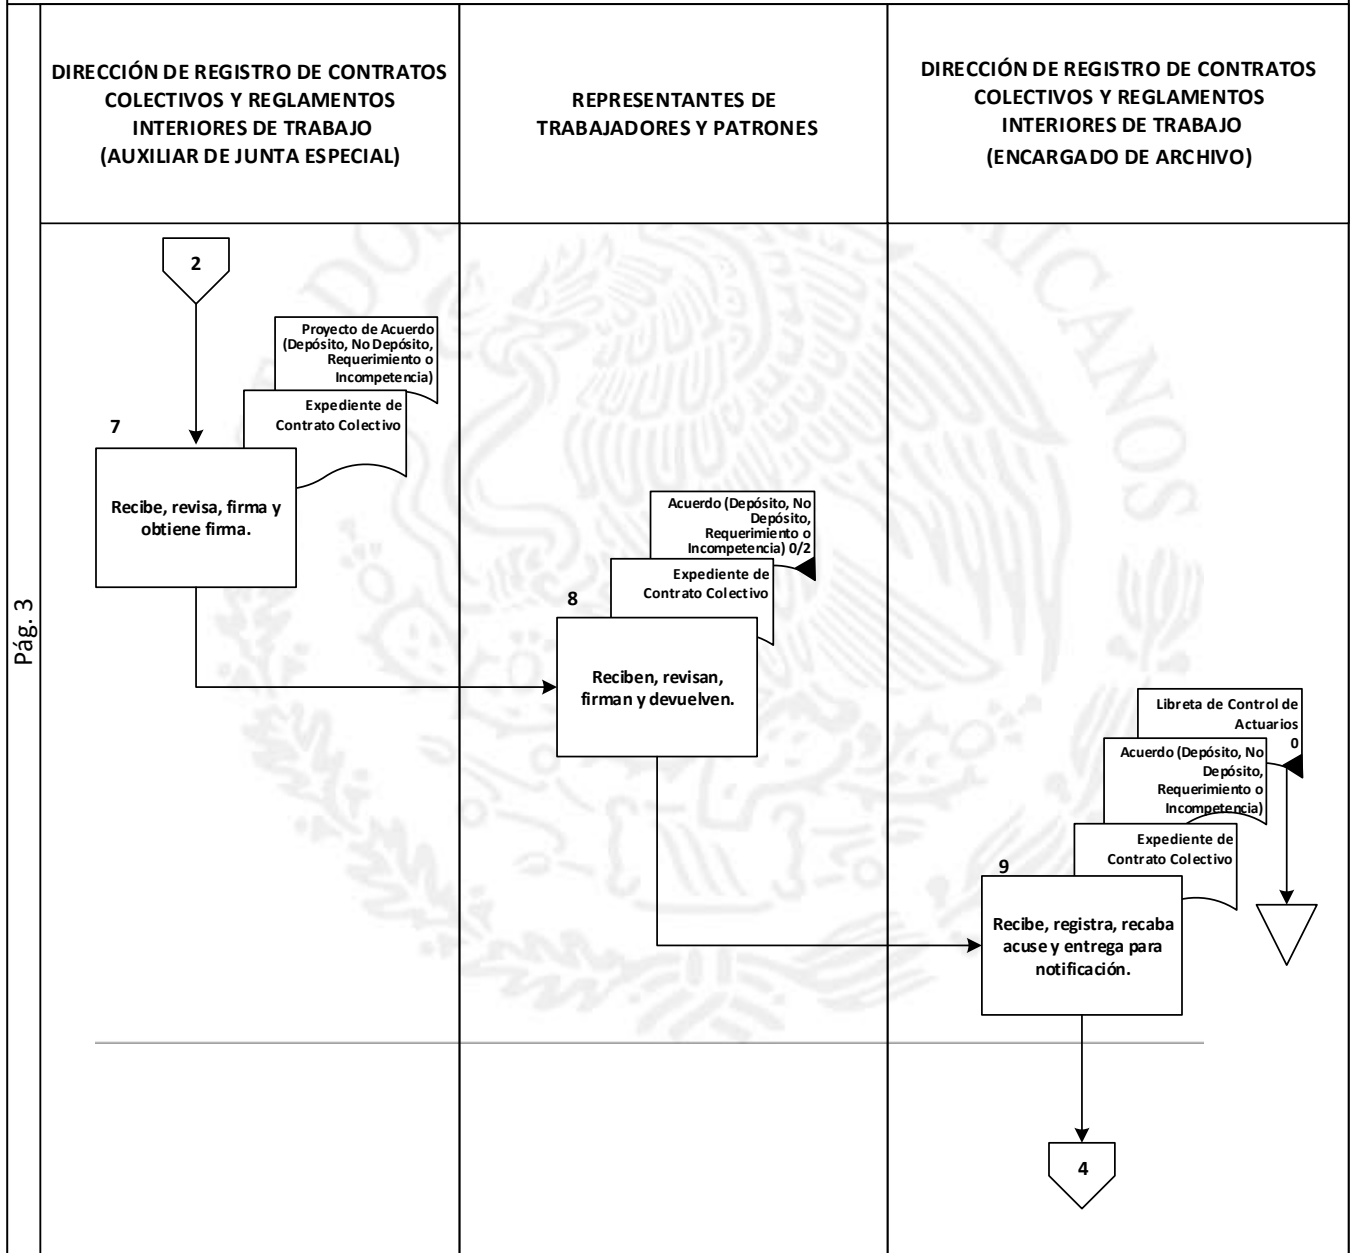 DIRECCIÓN DE REGISTRO DE CONTRATOS
COLECTIVOS Y REGLAMENTOS
INTERIORES DE TRABAJO
(AUXILIAR DE JUNTA ESPECIAL)
REPRESENTANTES DE
TRABAJADORES Y PATRONES
DIRECCIÓN DE REGISTRO DE CONTRATOS
COLECTIVOS Y REGLAMENTOS
INTERIORES DE TRABAJO
(ENCARGADO DE ARCHIVO)
Pág. 3
2
Proyecto de Acuerdo
(Depósito, No Depósito,
Requerimiento o
Incompetencia)
Expediente de
Contrato Colectivo
7
Recibe, revisa, firma y
obtiene firma.
Acuerdo (Depósito, No
Depósito,
Requerimiento o
Incompetencia) 0/2
Expediente de
Contrato Colectivo
8
Reciben, revisan,
firman y devuelven.
Libreta de Control de
Actuarios
0
Acuerdo (Depósito, No
Depósito,
Requerimiento o
Incompetencia)
Expediente de
Contrato Colectivo
9
Recibe, registra, recaba
acuse y entrega para
notificación.
4